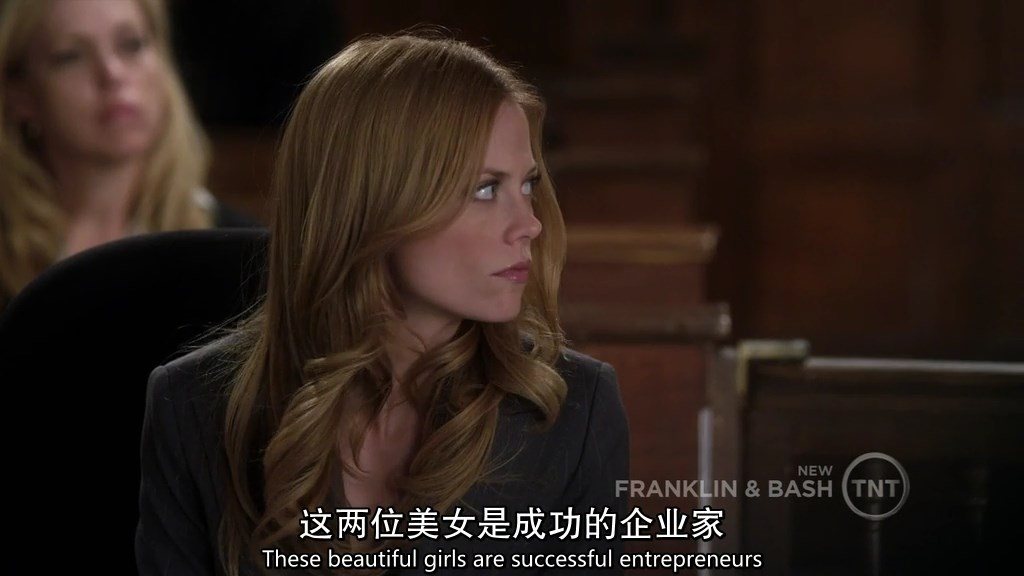 NEW
FRANKLIN & BASH TNT
这两位美女是成功的企业家
These beautiful girls are successful entrepreneurs